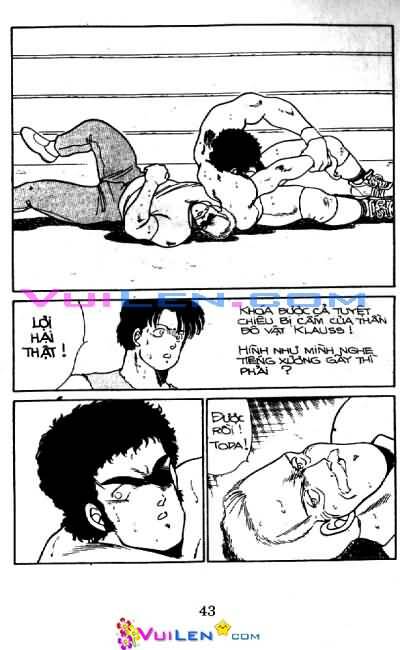 VuiLen.com
LỢI
HẠI
THẬT !
KHÓA ĐƯỢC CẢ TUYỆT
CHIÊU BỊ CẤM CỦA THẦN
ĐÔ VẬT KLAUSS !
HÌNH NHƯ MÌNH NGHE
TIẾNG XƯƠNG GÃY THÌ
PHẢI ?
ĐƯỢC
RỒI !
TODA!
43
VuiLen.com